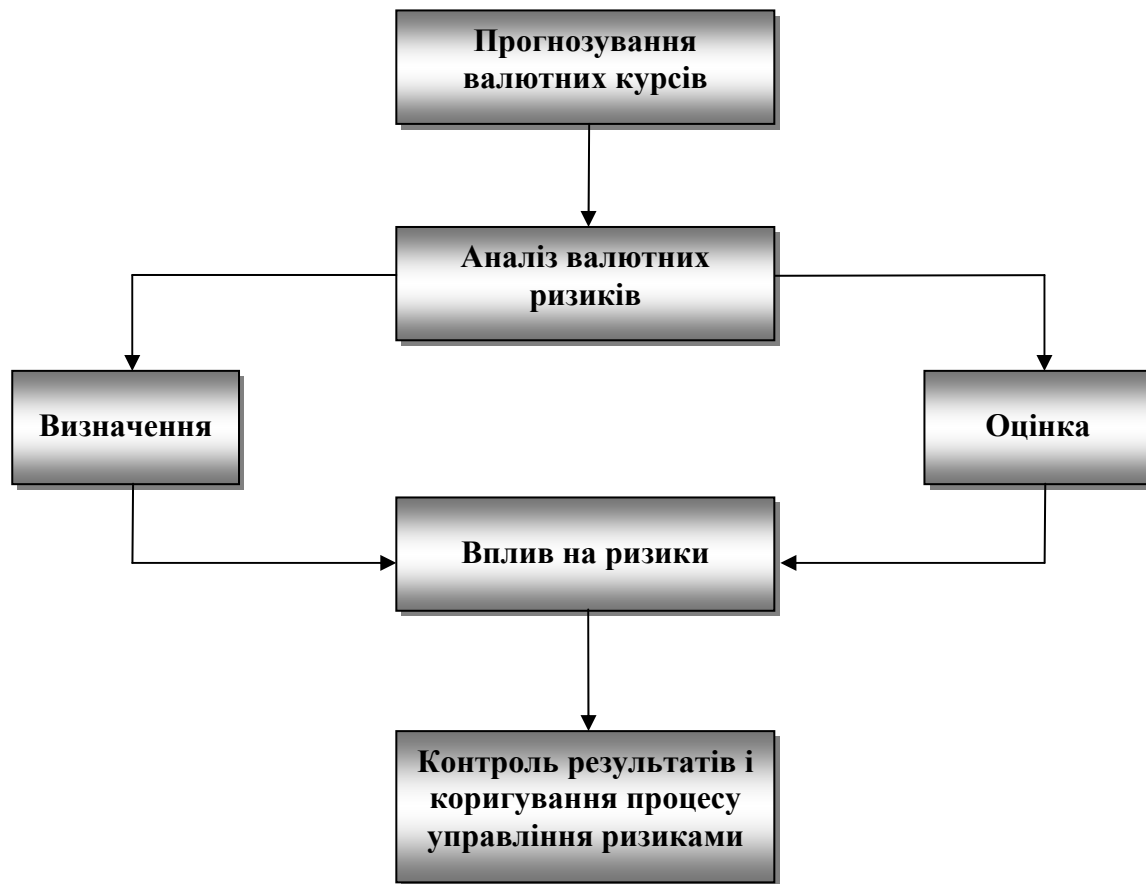 Прогнозування
валютних курсів
Аналіз валютних
ризиків
Визначення
Оцінка
Вплив на ризики
Контроль результатів і
коригування процесу
управління ризиками